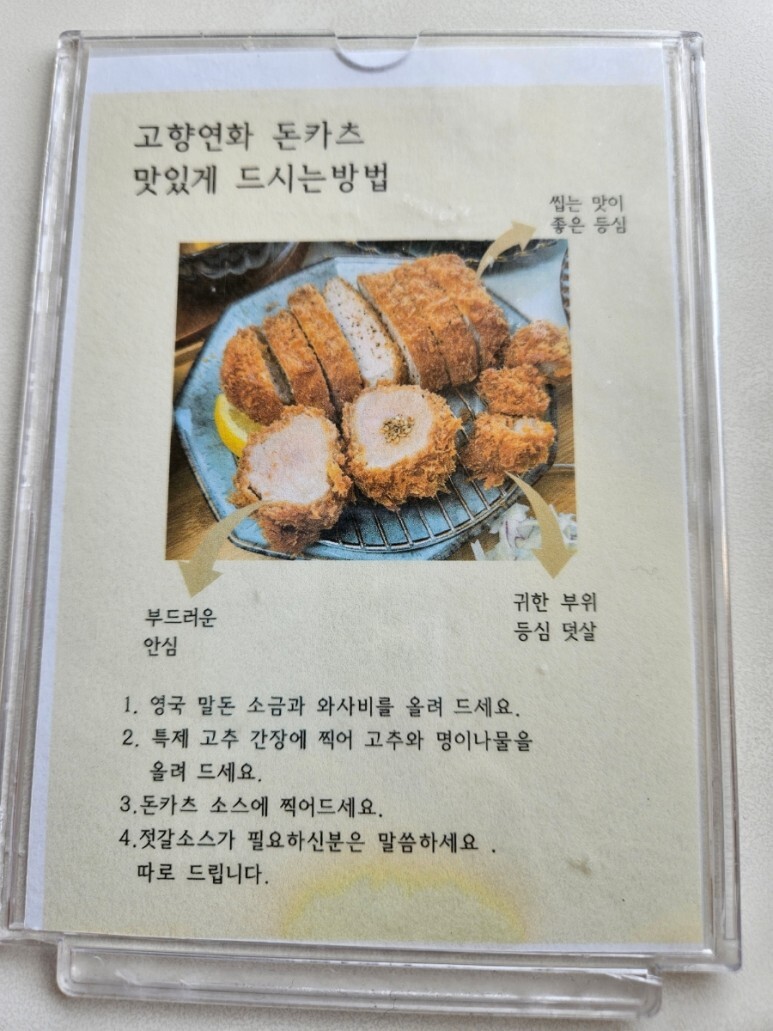 고향연화 돈카츠
맛있게 드시는방법
씹는 맛이
좋은 등심
부드러운
안심
귀한 부위
등심 덧살
1. 영국 말돈 소금과 와사비를 올려 드세요.
2. 특제 고추 간장에 찍어 고추와 명이나물을
올려 드세요.
3.돈카츠 소스에 찍어드세요.
4.젓갈소스가 필요하신분은 말씀하세요 .
따로 드립니다.